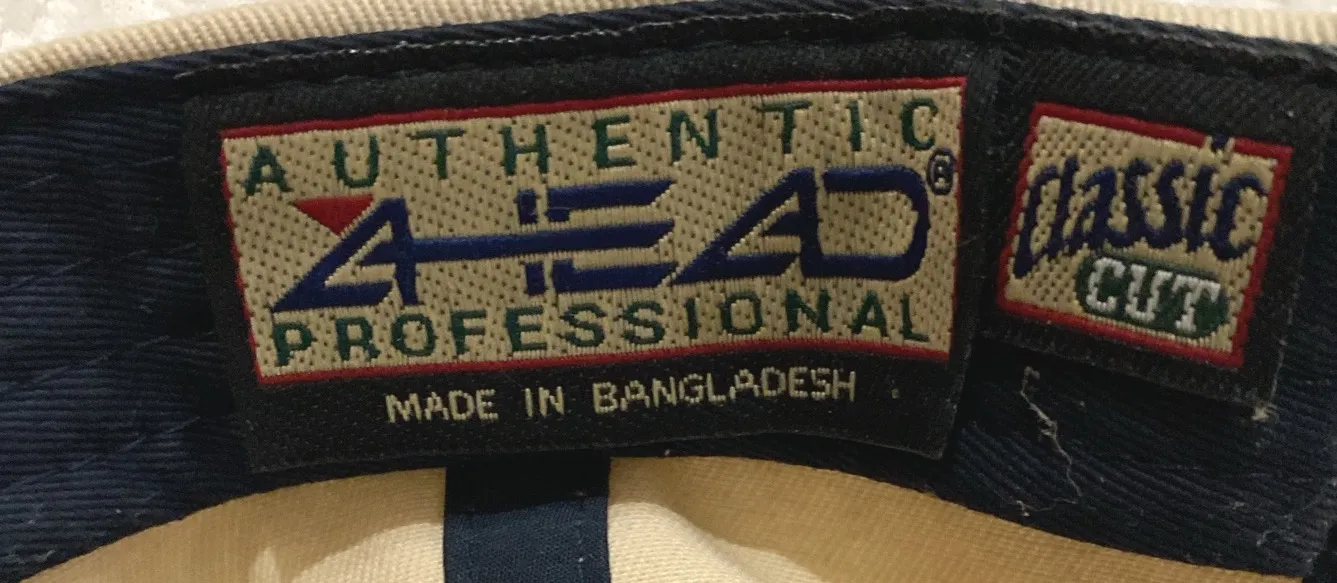 AUTHENTIC
AHEAD®
PROFESSIONAL
MADE IN BANGLADESH
classic
CUT